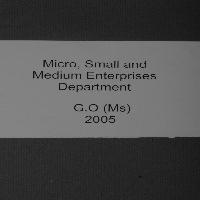 Micro, Small and
Medium Enterprises
Department
G.O (Ms)
2005